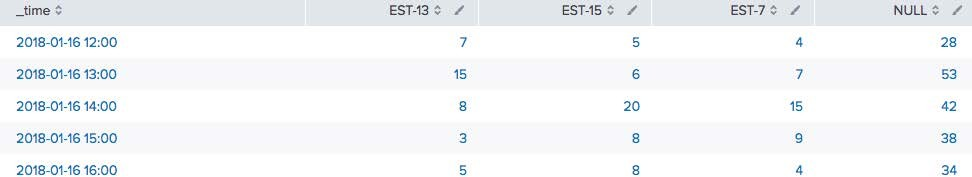 _time EST-13 EST-15 EST-7 NULL
2018-01-16 12:00 7 5 4 28
2018-01-16 13:00 15 6 7 53
2018-01-16 14:00 8 20 15 42
2018-01-16 15:00 3 8 9 38
2018-01-16 16:00 5 8 4 34